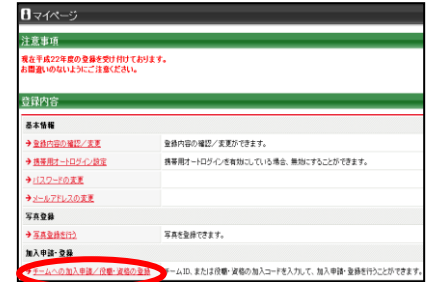 マイページ
注意事項
現在平成22年度の登録を受け付けております。
お間違いのないようにご注意ください。
登録内容
基本情報
→登録内容の確認／変更 登録内容の確認／変更ができます。
→携帯用オートログイン設定 携帯用オートログインを有効にしている場合、無効にすることができます。
→パスワードの変更
→メールアドレスの変更
写真登録
→写真登録を行う 写真を登録できます。
加入申請・登録
→チームへの加入申請／役職・資格の登録 チームID、または役職・資格の加入コードを入力して、加入申請・登録を行うことができます。